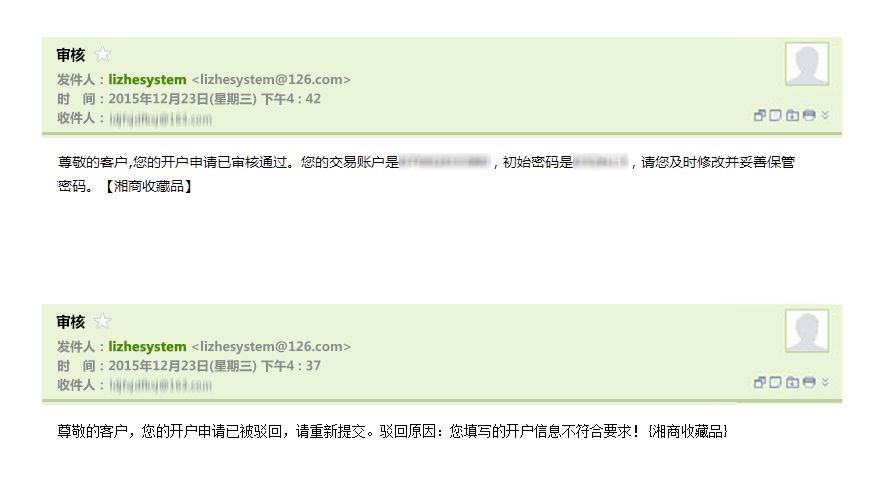 审核
发件人：lizhesystem <lizhesystem@126.com>
时　间：2015年12月23日(星期三) 下午4：42
收件人：
尊敬的客户,您的开户申请已审核通过。您的交易账户是，初始密码是，请您及时修改并妥善保管
密码。【湘商收藏品】
审核
发件人：lizhesystem <lizhesystem@126.com>
时　间：2015年12月23日(星期三) 下午4：37
收件人：
尊敬的客户，您的开户申请已被驳回，请重新提交。驳回原因：您填写的开户信息不符合要求！{湘商收藏品}